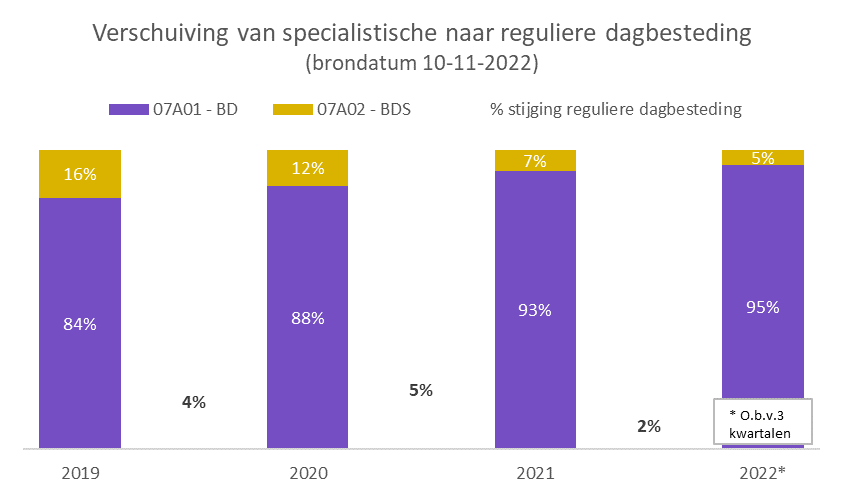 Verschuiving van specialistische naar reguliere dagbesteding
(brondatum 10-11-2022)
07A01 - BD 07A02 - BDS % stijging reguliere dagbesteding
16% 12% 7% 5%
84% 88% 93% 95%
4% 5% 2%
* O.b.v.3
kwartalen
2019 2020 2021 2022*